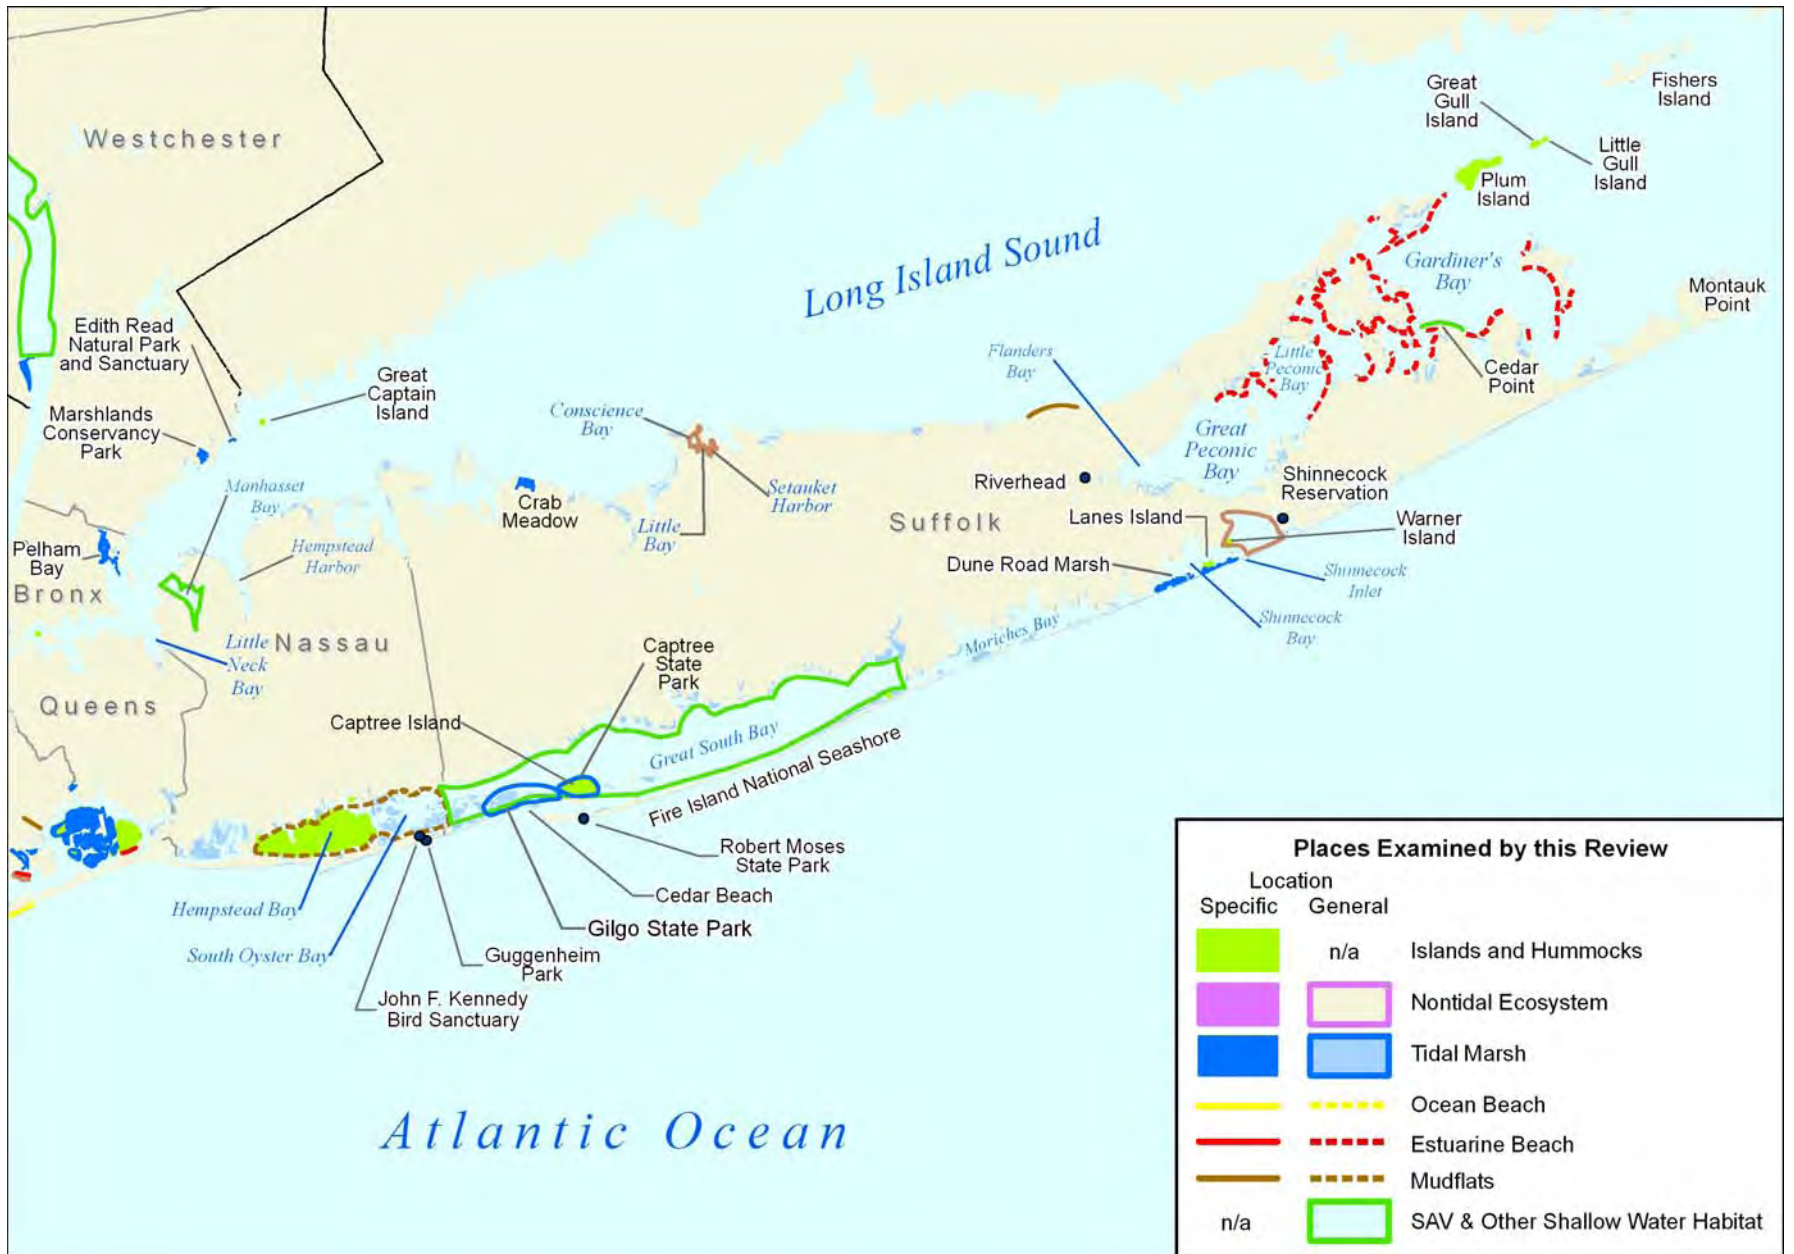 Westchester
Great
Gull
Island
Fishers
Island
Little
Gull
Island
Plum
Island
Long Island Sound
Gardiner's
Bay
Montauk
Point
Edith Read
Natural Park
and Sanctuary
Great
Captain
Island
Marshlands
Conservancy
Park
Conscience
Bay
Flanders
Bay
Little
Peconic
Bay
Cedar
Point
Great
Peconic
Bay
Manhasset
Bay
Crab
Meadow
Setauket
Harbor
Little
Bay
Riverhead
Shinnecock
Reservation
Suffolk
Lanes Island
Warner
Island
Pelham
Bay
Hempstead
Harbor
Dune Road Marsh
Shinnecock
Inlet
Bronx
Shinnecock
Bay
Little
Neck
Bay
Nassau
Captree
State
Park
Moriches Bay
Queens
Captree Island
Great South Bay
Fire Island National Seashore
Robert Moses
State Park
Cedar Beach
Hempstead Bay
Gilgo State Park
South Oyster Bay
Guggenheim
Park
John F. Kennedy
Bird Sanctuary
Atlantic Ocean
Places Examined by this Review
Location
Specific General
n/a Islands and Hummocks
Nontidal Ecosystem
Tidal Marsh
Ocean Beach
Estuarine Beach
Mudflats
n/a SAV & Other Shallow Water Habitat